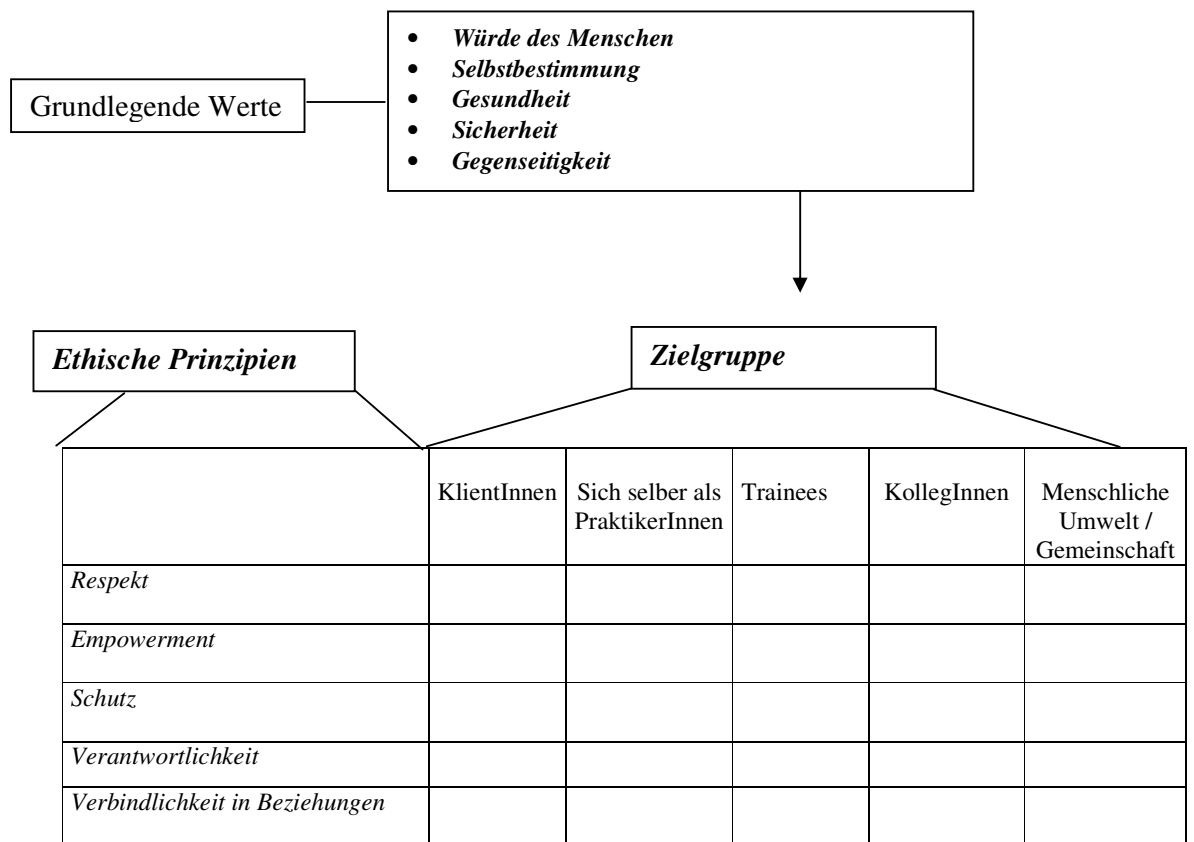 Grundlegende Werte
• Würde des Menschen
• Selbstbestimmung
• Gesundheit
• Sicherheit
• Gegenseitigkeit
Ethische Prinzipien
Zielgruppe
KlientInnen
Sich selber als
PraktikerInnen
Trainees
KollegInnen
Menschliche
Umwelt /
Gemeinschaft
Respekt
Empowerment
Schutz
Verantwortlichkeit
Verbindlichkeit in Beziehungen